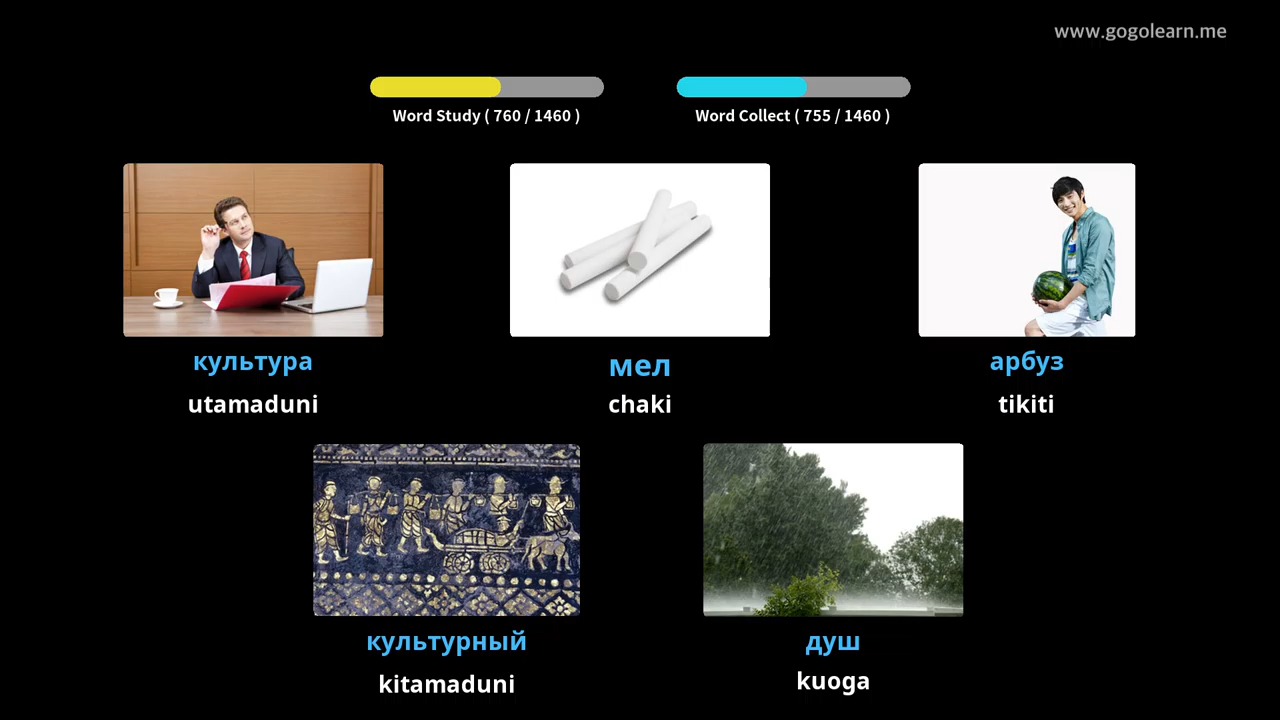 www.gogolearn.me
Word Study ( 760 / 1460 )
Word Collect ( 755 / 1460 )
культура
utamaduni
мел
chaki
арбуз
tikiti
культурный
kitamaduni
душ
kuoga